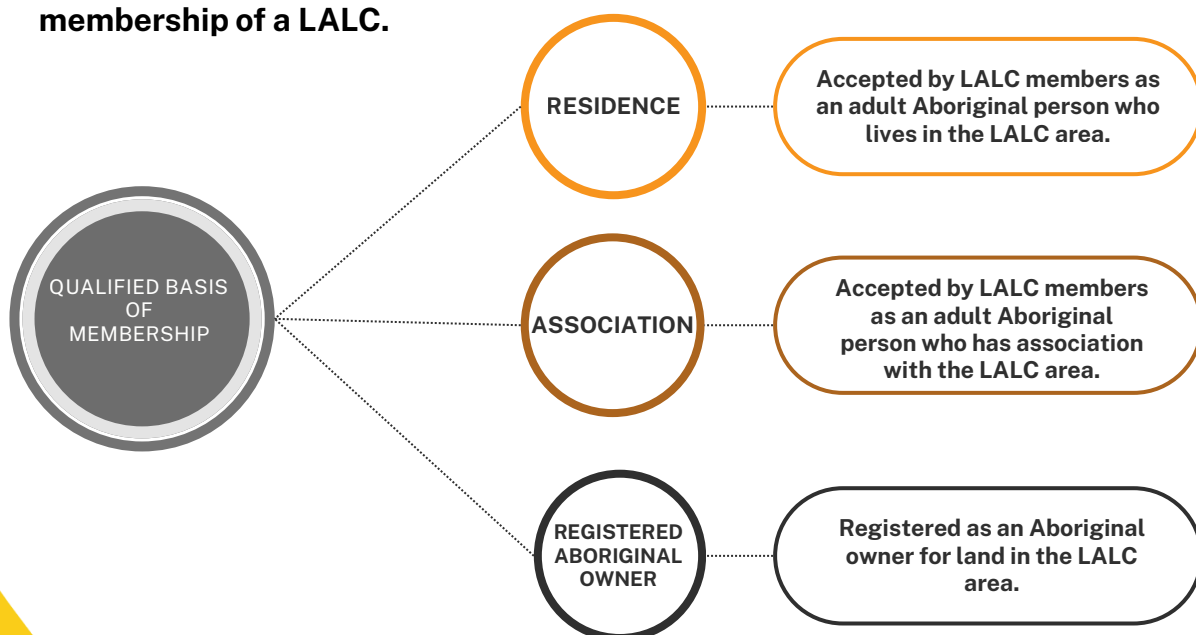 membership of a LALC.
QUALIFIED BASIS
OF
MEMBERSHIP
RESIDENCE
Accepted by LALC members as
an adult Aboriginal person who
lives in the LALC area.
ASSOCIATION
Accepted by LALC members
as an adult Aboriginal
person who has association
with the LALC area.
REGISTERED
ABORIGINAL
OWNER
Registered as an Aboriginal
owner for land in the LALC
area.